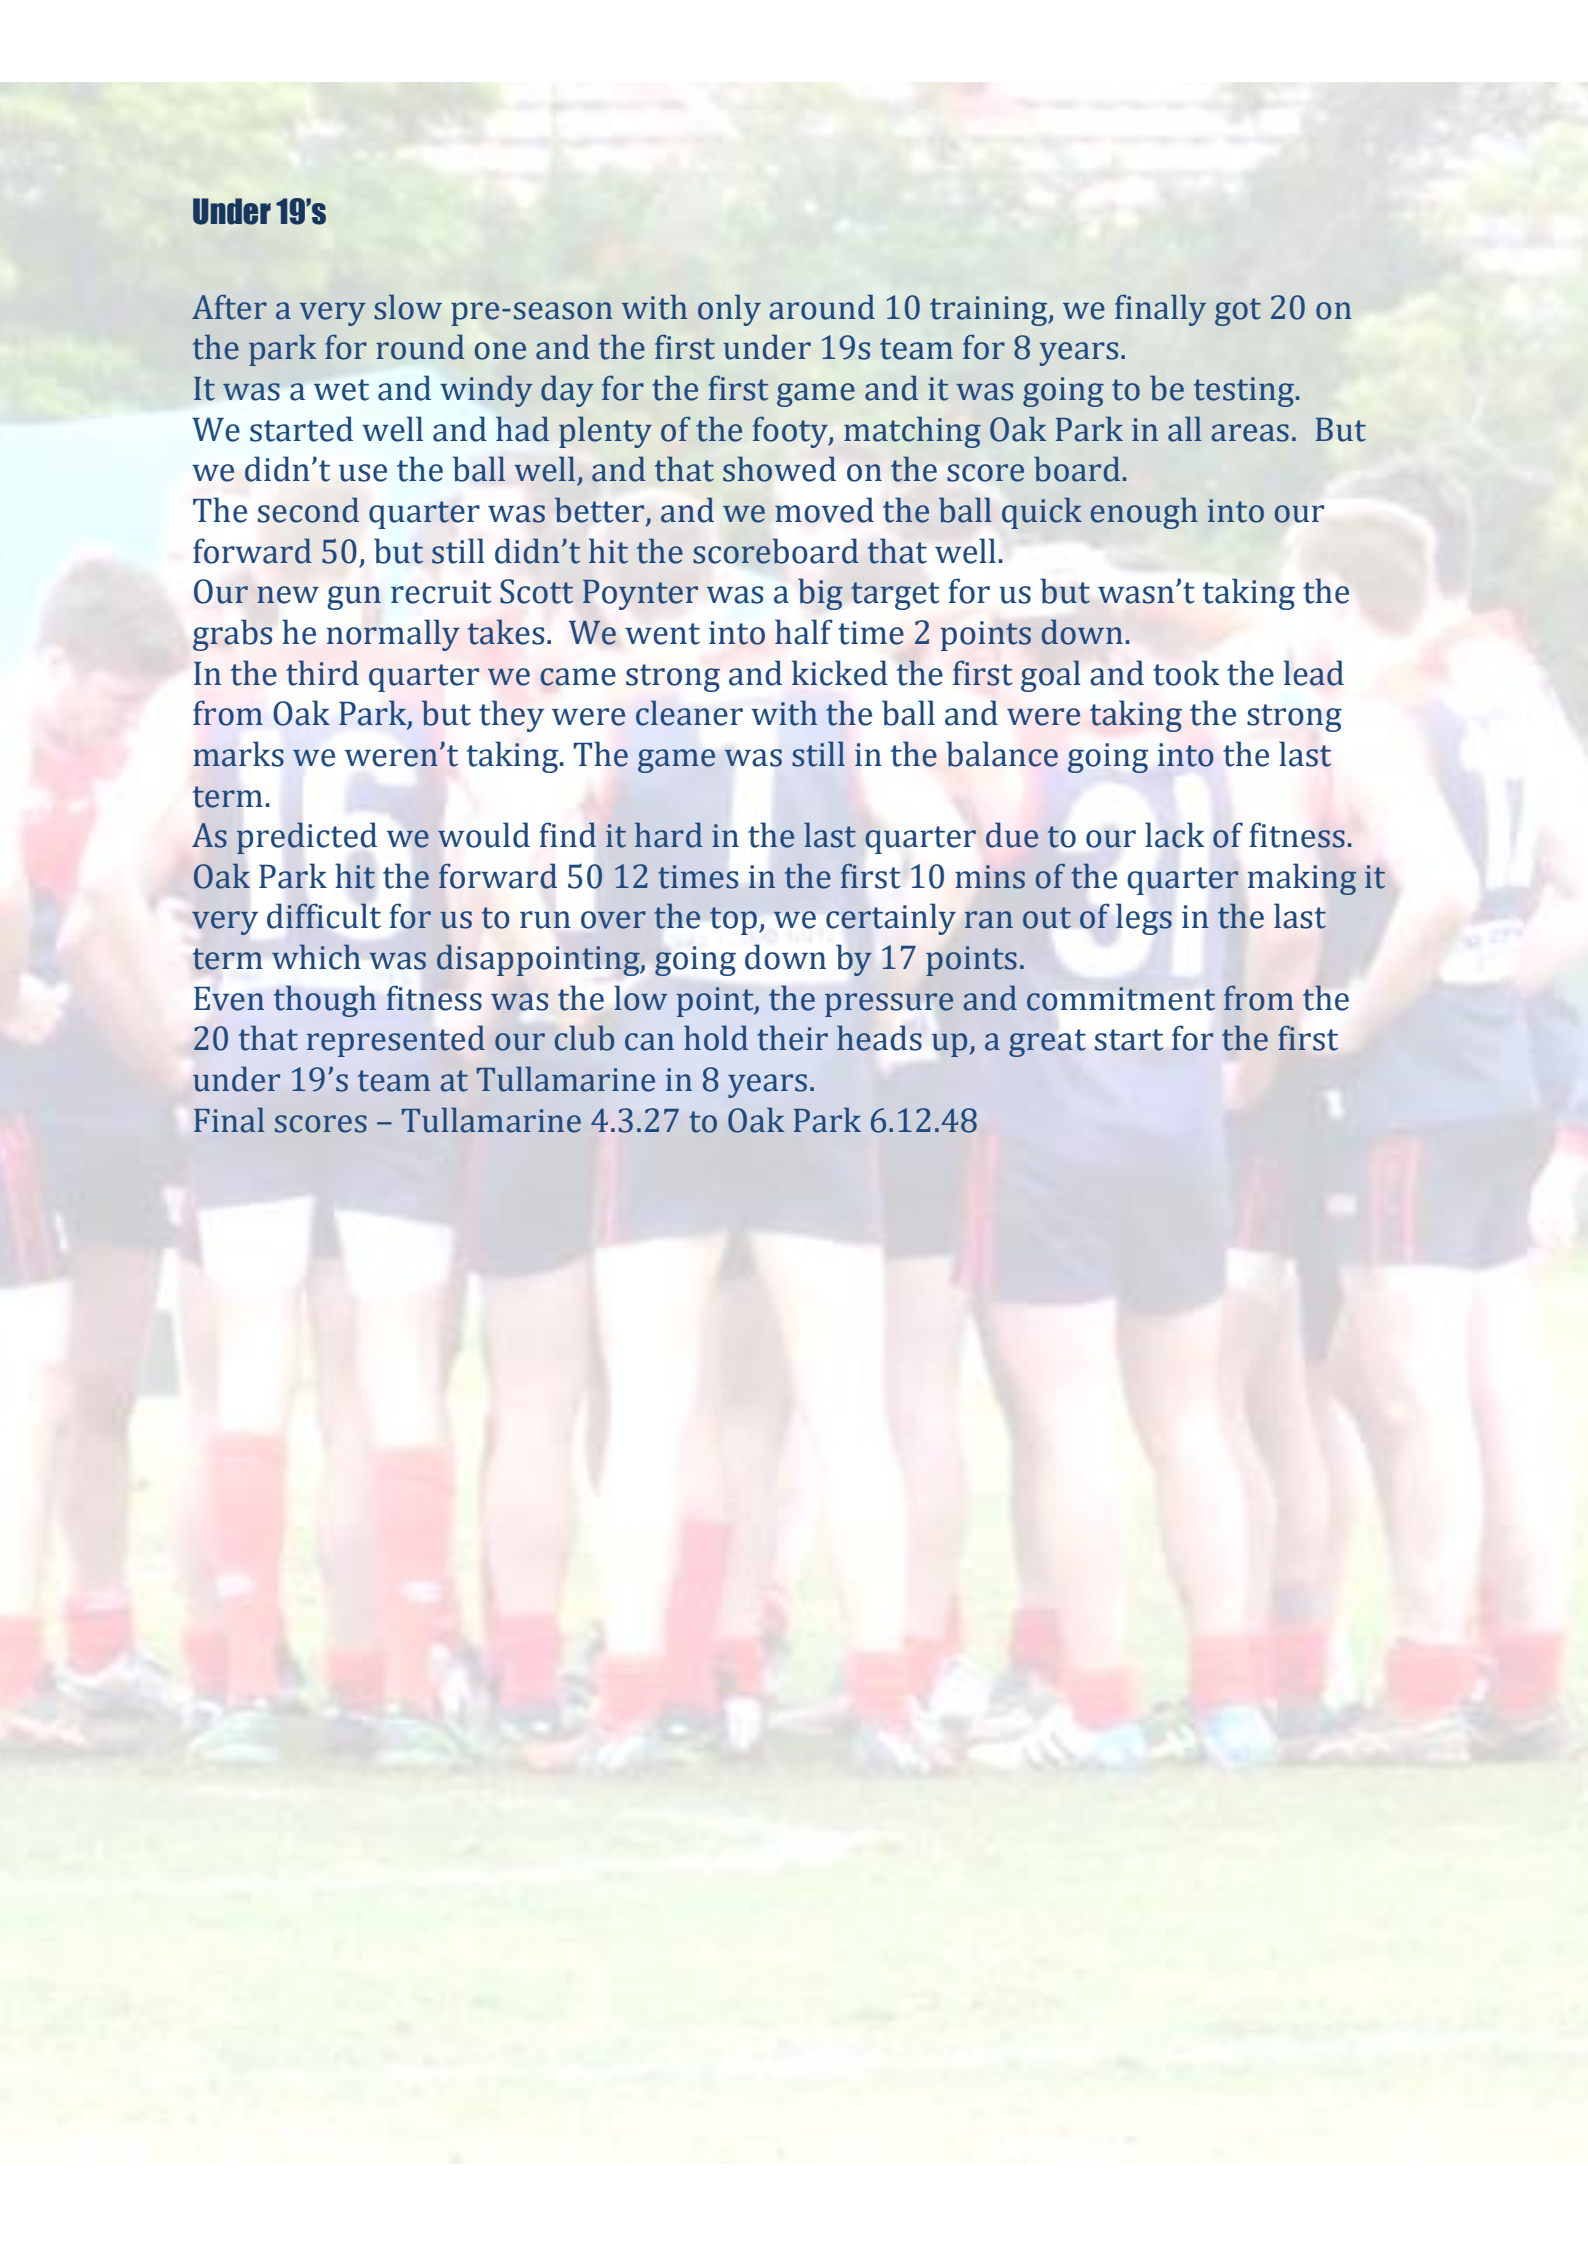 Under 19’s
After a very slow pre-season with only around 10 training, we finally got 20 on
the park for round one and the first under 19s team for 8 years.
It was a wet and windy day for the first game and it was going to be testing.
We started well and had plenty of the footy, matching Oak Park in all areas.  But
we didn’t use the ball well, and that showed on the score board.
The second quarter was better, and we moved the ball quick enough into our
forward 50, but still didn’t hit the scoreboard that well.
Our new gun recruit Scott Poynter was a big target for us but wasn’t taking the
grabs he normally takes.  We went into half time 2 points down.
In the third quarter we came strong and kicked the first goal and took the lead
from Oak Park, but they were cleaner with the ball and were taking the strong
marks we weren’t taking. The game was still in the balance going into the last
term.
As predicted we would find it hard in the last quarter due to our lack of fitness.
Oak Park hit the forward 50 12 times in the first 10 mins of the quarter making it
very difficult for us to run over the top, we certainly ran out of legs in the last
term which was disappointing, going down by 17 points.
Even though fitness was the low point, the pressure and commitment from the
20 that represented our club can hold their heads up, a great start for the first
under 19’s team at Tullamarine in 8 years.
Final scores – Tullamarine 4.3.27 to Oak Park 6.12.48
16
1
31